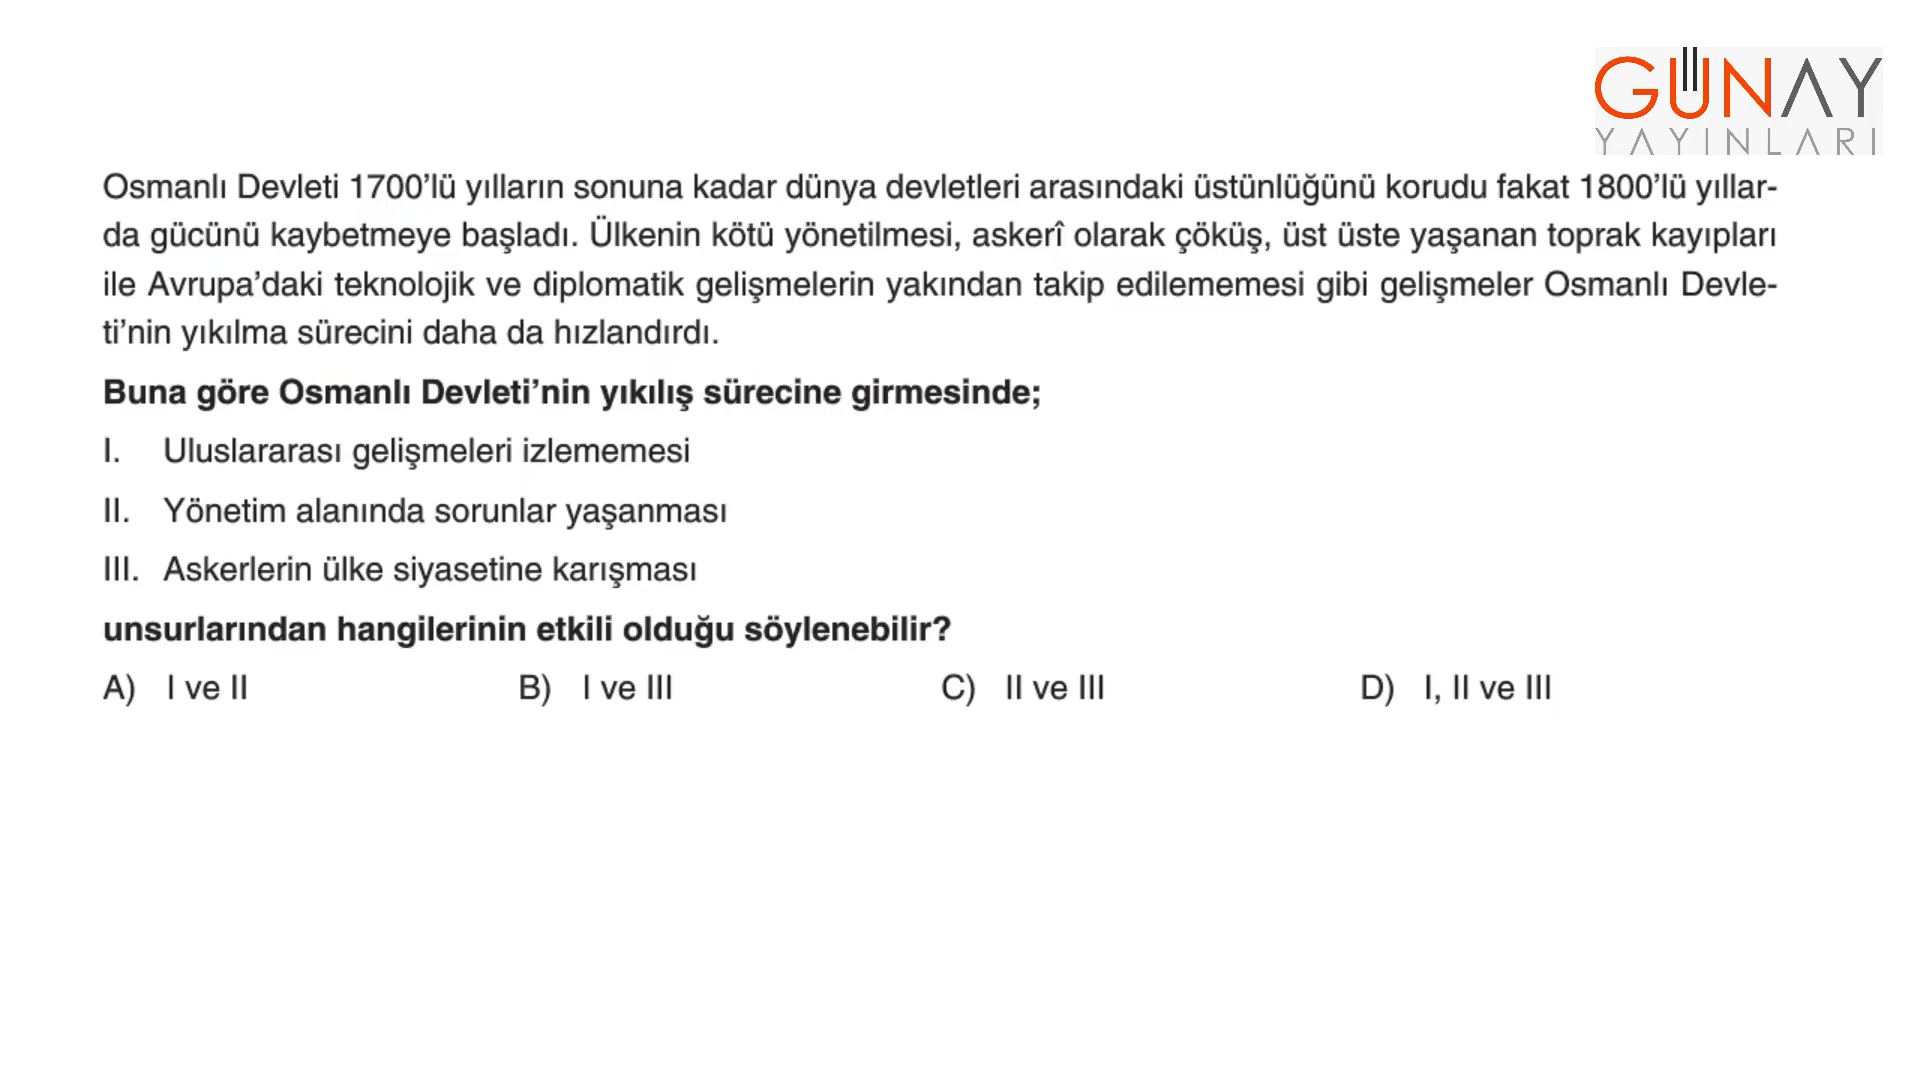 GÜNAY
YAYINLARI
Osmanlı Devleti 1700’lü yılların sonuna kadar dünya devletleri arasındaki üstünlüğünü korudu fakat 1800’lü yıllar-
da gücünü kaybetmeye başladı. Ülkenin kötü yönetilmesi, askerî olarak çöküş, üst üste yaşanan toprak kayıpları
ile Avrupa’daki teknolojik ve diplomatik gelişmelerin yakından takip edilememesi gibi gelişmeler Osmanlı Devle-
ti’nin yıkılma sürecini daha da hızlandırdı.
Buna göre Osmanlı Devleti’nin yıkılış sürecine girmesinde;
I. Uluslararası gelişmeleri izlememesi
II. Yönetim alanında sorunlar yaşanması
III. Askerlerin ülke siyasetine karışması
unsurlarından hangilerinin etkili olduğu söylenebilir?
A) I ve II B) I ve III C) II ve III D) I, II ve III